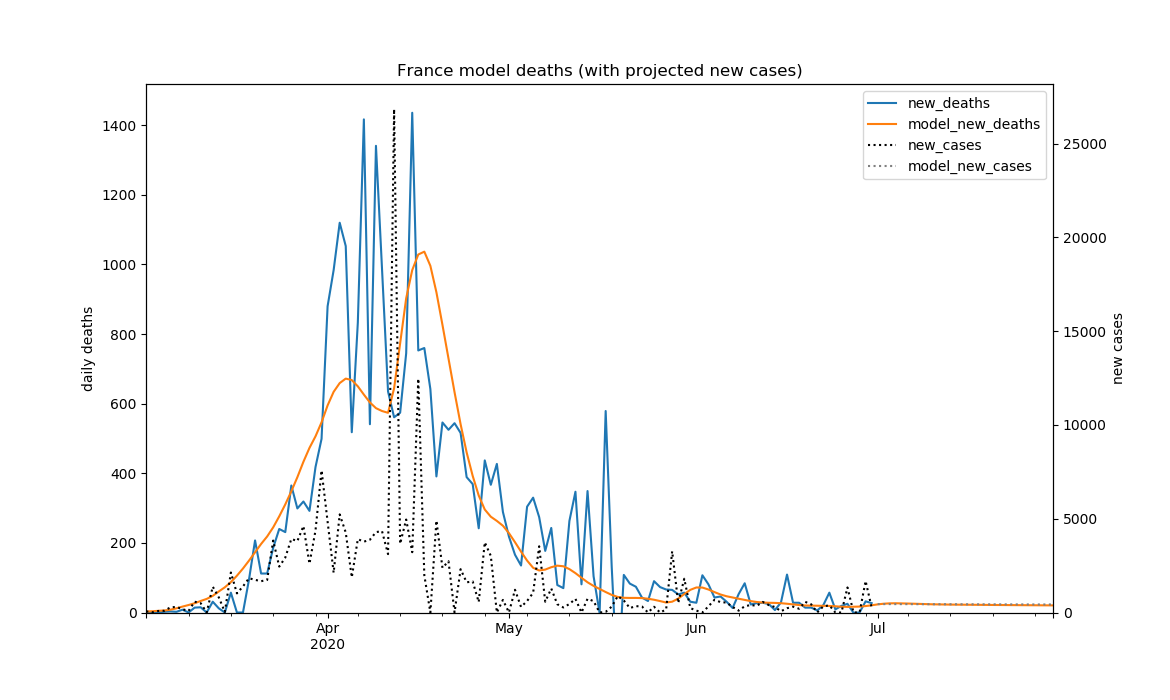 France model deaths (with projected new cases)
new_deaths
model_new_deaths
new_cases
model_new_cases
1400
1200
1000
800
600
400
200
0
daily deaths
25000
20000
15000
10000
5000
0
new cases
Apr
2020
May
Jun
Jul